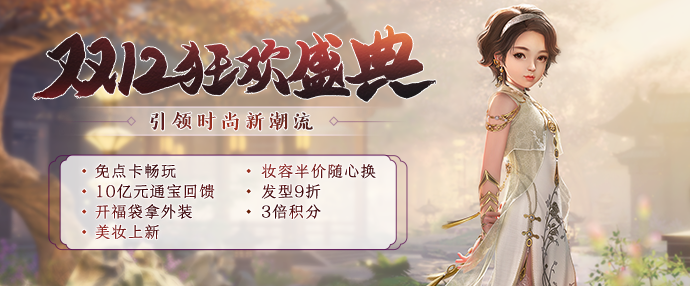 双12狂欢盛典
引领时尚新潮流
免点卡畅玩
妆容半价随心换
10亿元通宝回馈
发型9折
开福袋拿外装
3倍积分
美妆上新